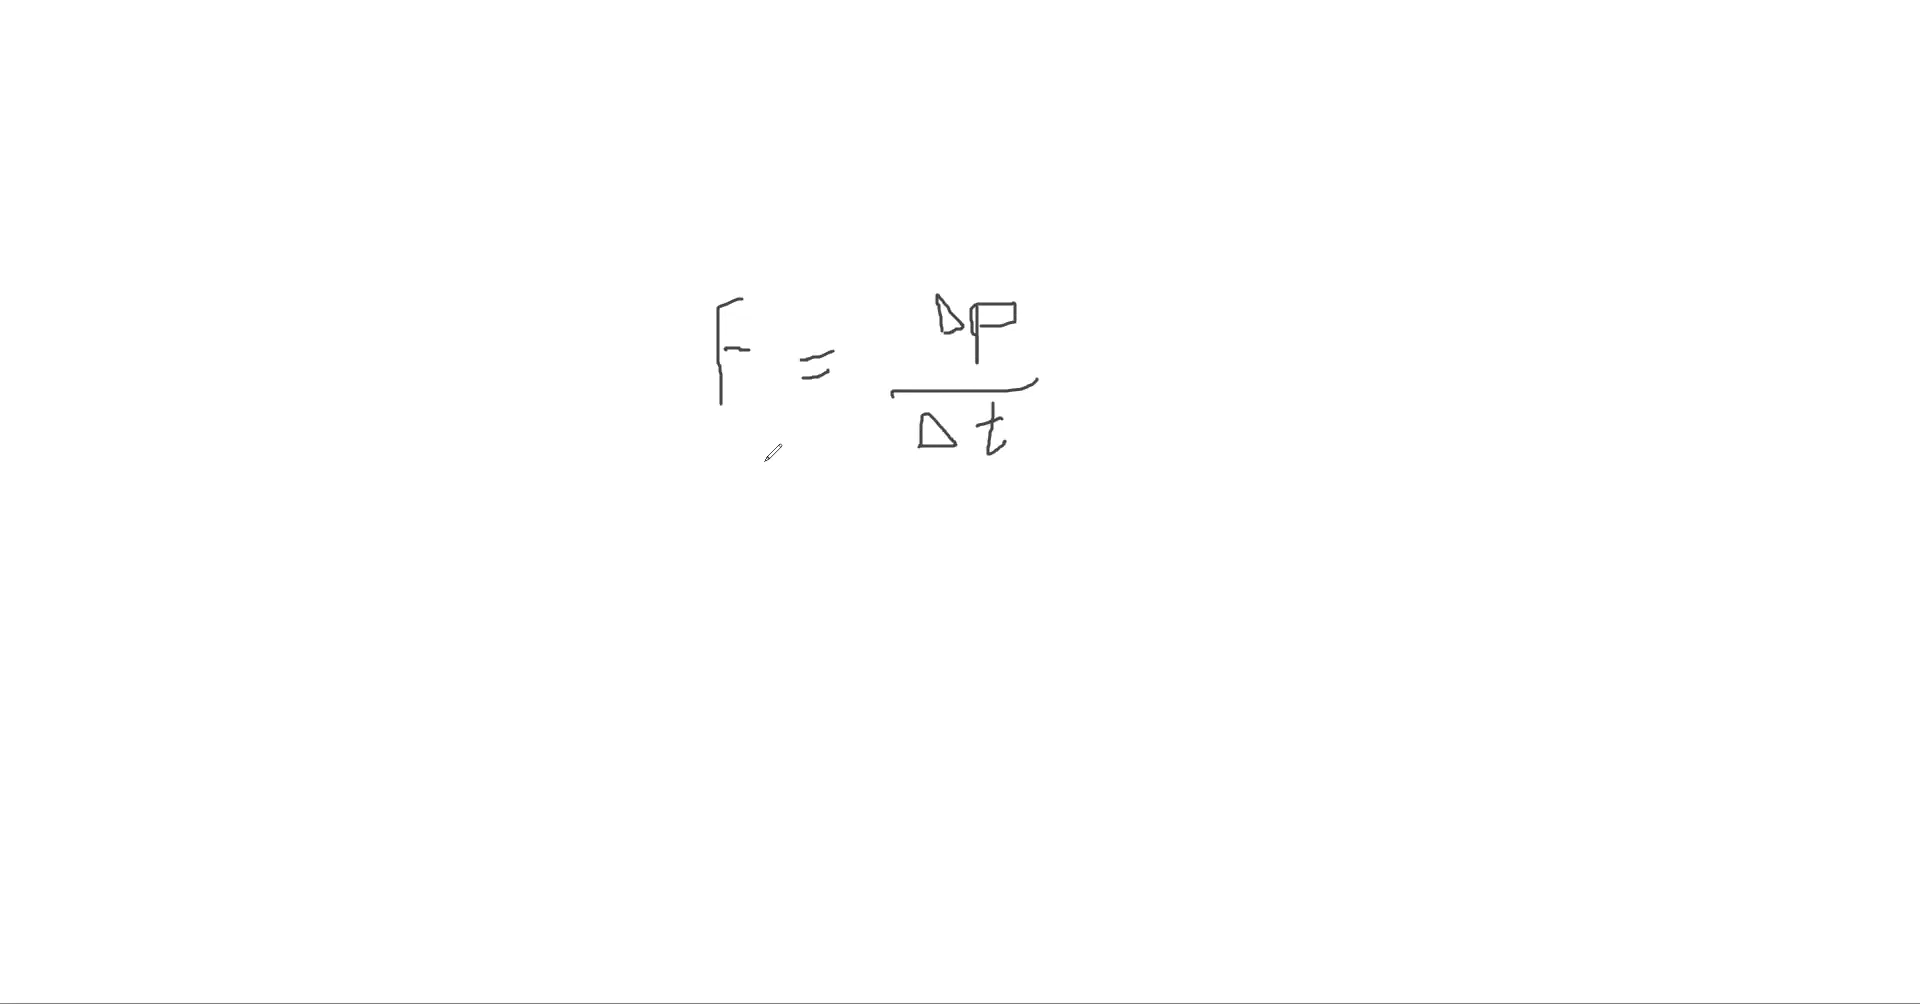 F = ΔP / Δt